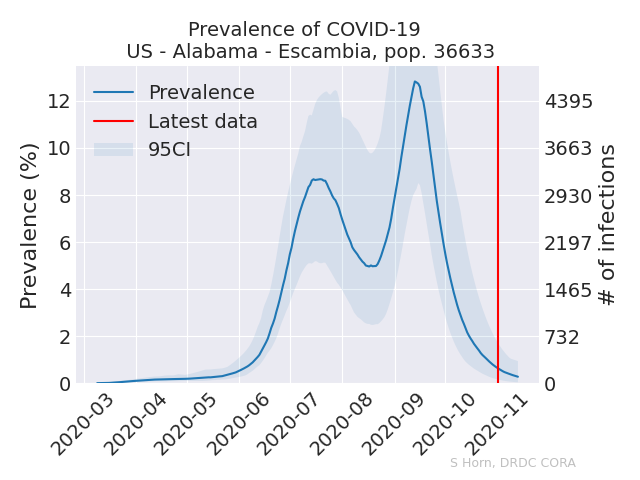 Prevalence of COVID-19
US - Alabama - Escambia, pop. 36633
Prevalence
Latest data
95CI
Prevalence (%)
12
10
8
6
4
2
0
4395
3663
2930
2197
1465
732
0
# of infections
2020-03
2020-04
2020-05
2020-06
2020-07
2020-08
2020-09
2020-10
2020-11
S Horn, DRDC CORA